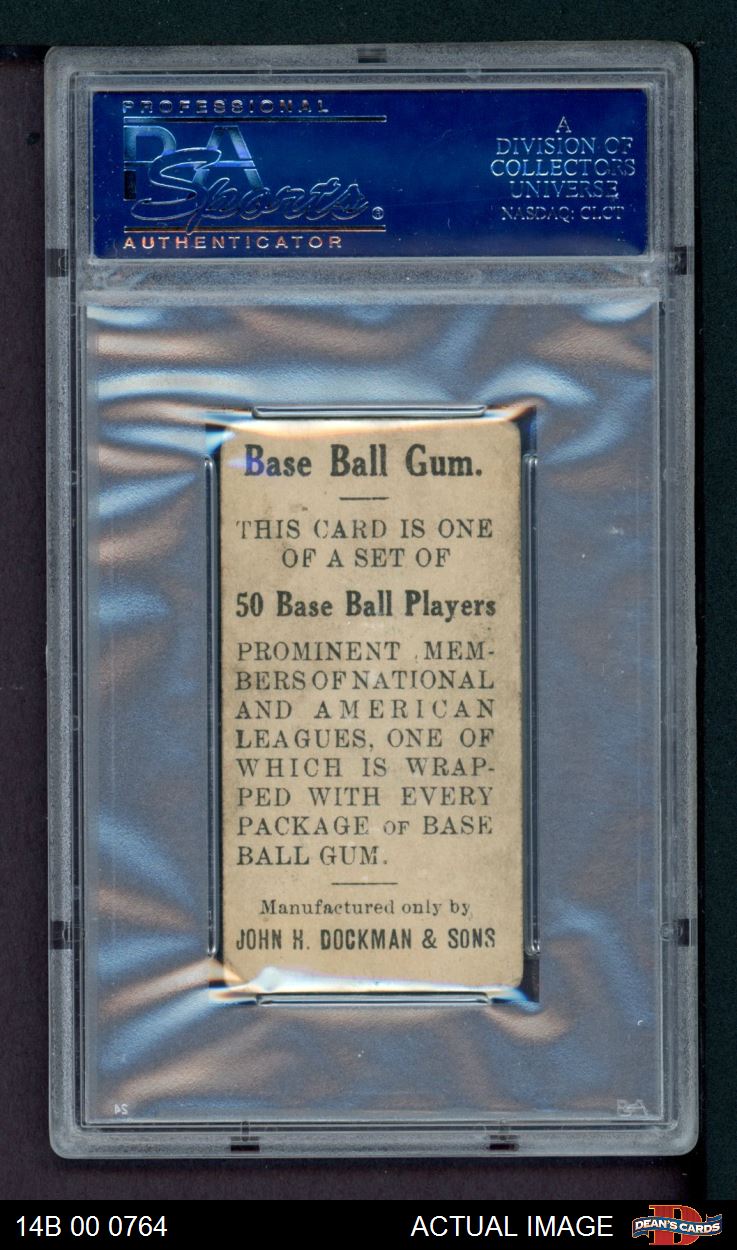 PROFESSIONAL
PSA
Sports ®
AUTHENTICATOR
A
DIVISION OF
COLLECTORS
UNIVERSE
NASDAQ: CLCT
Base Ball Gum.
THIS CARD IS ONE
OF A SET OF
50 Base Ball Players
PROMINENT MEM-
BERS OF NATIONAL
AND AMERICAN
LEAGUES, ONE OF
WHICH IS WRAP-
PED WITH EVERY
PACKAGE OF BASE
BALL GUM.
Manufactured only by
JOHN H. DOCKMAN & SONS
24
PSA
14B 00 0764
ACTUAL IMAGE
DEAN'S CARDS